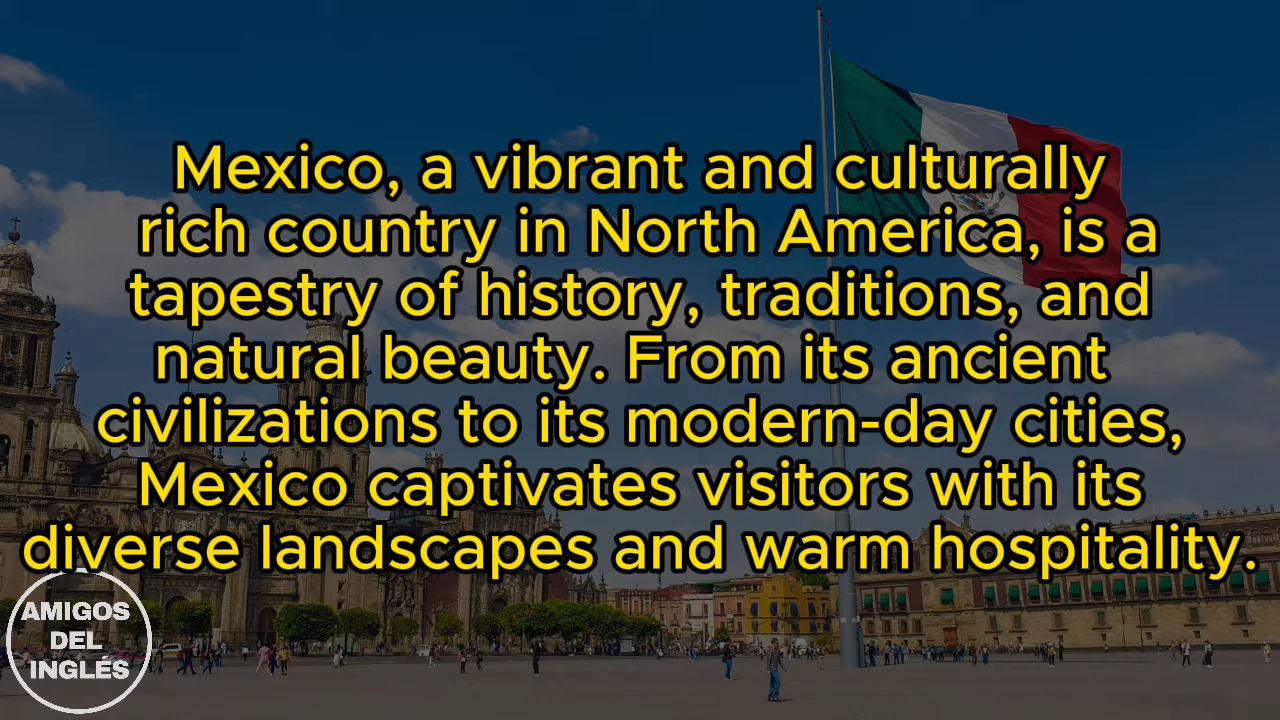 Mexico, a vibrant and culturally
rich country in North America, is a
tapestry of history, traditions, and
natural beauty. From its ancient
civilizations to its modern-day cities,
Mexico captivates visitors with its
diverse landscapes and warm hospitality.
AMIGOS
DEL
INGLÉS